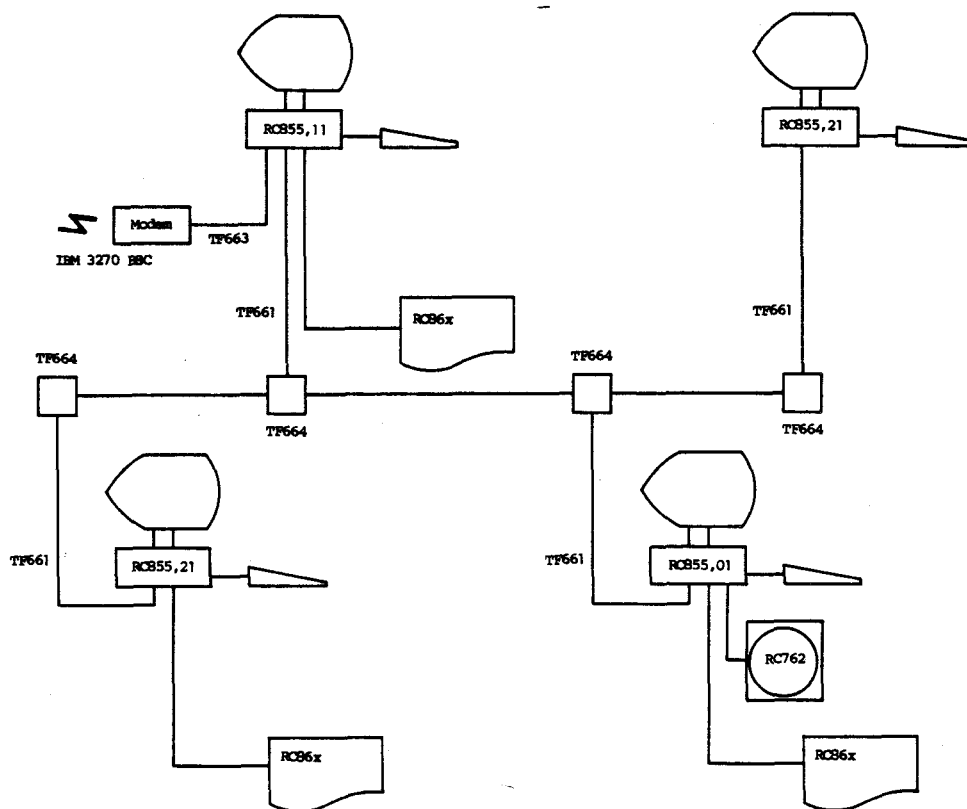 RC855,11
RC855,21
Modem
TF663
IBM 3270 BSC
TF661
RC86x
TF661
TF664
TF664
TF664
TF664
TF661
RC855,21
TF661
RC855,01
RC762
RC86x
RC86x